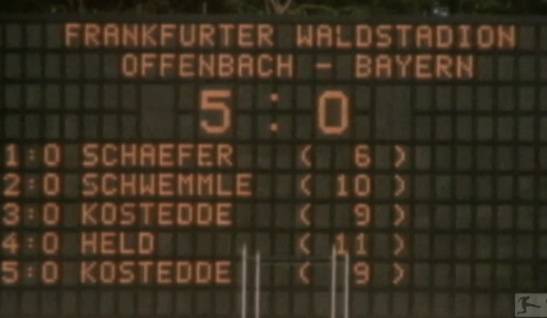 FRANKFURTER WALDSTADION
OFFENBACH - BAYERN
5 : 0
1:0 SCHAEFER ( 6 )
2:0 SCHWEMMLE ( 10 )
3:0 KOSTEDDE ( 9 )
4:0 HELD ( 11 )
5:0 KOSTEDDE ( 9 )